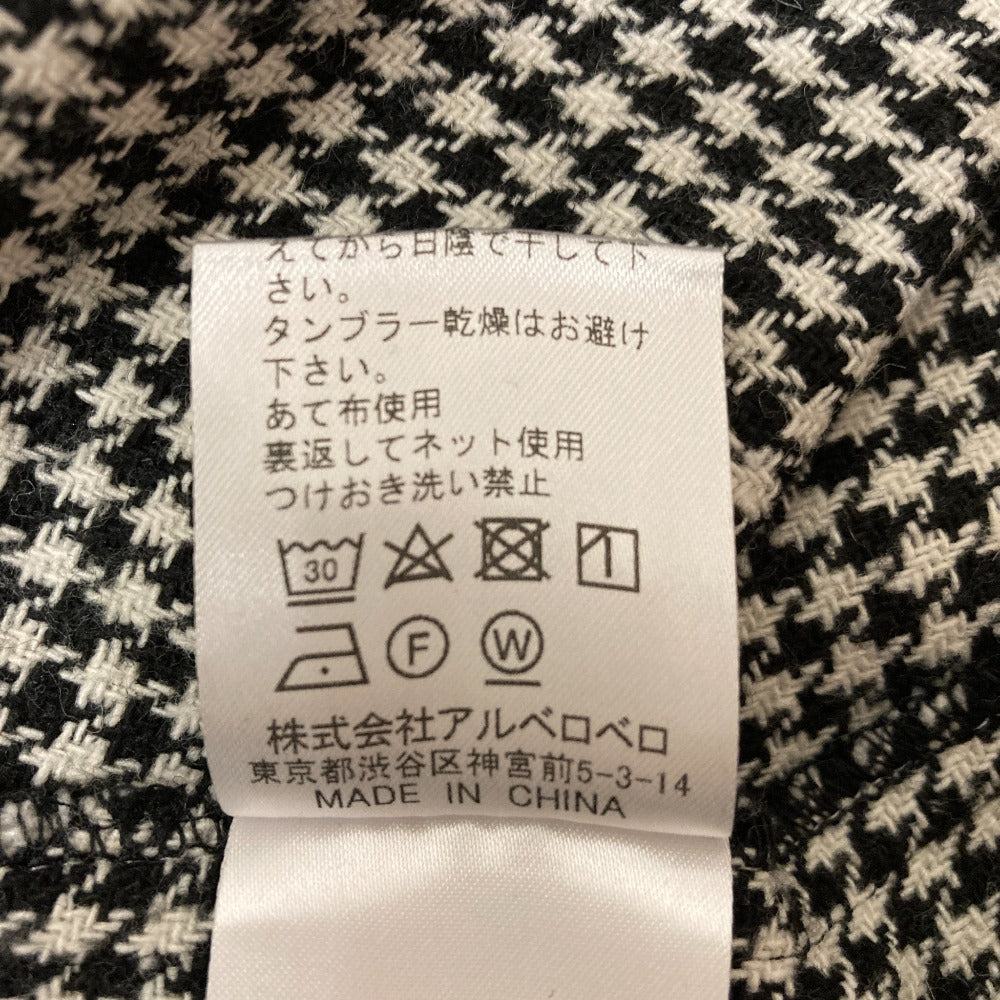 えてから日陰で干して下
さい。
タンブラー乾燥はお避け
下さい。
あて布使用
裏返してネット使用
つけおき洗い禁止
30
F W
株式会社アルベロベロ
東京都渋谷区神宮前5-3-14
MADE IN CHINA